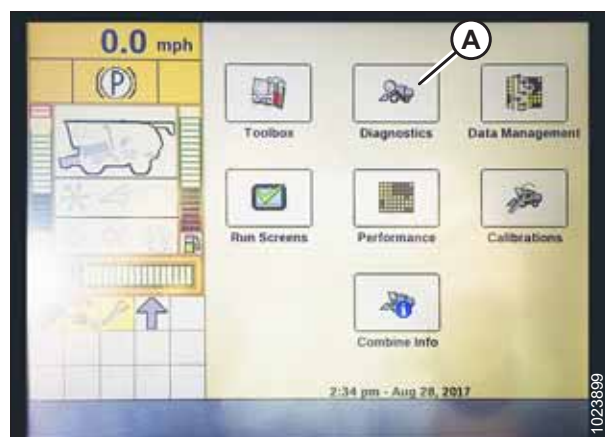 0.0 mph
A
(P)
Toolbox
Diagnostics
Data Management
Run Screens
Performance
Calibrations
Combine Info
2:34 pm - Aug 28, 2017
1023899